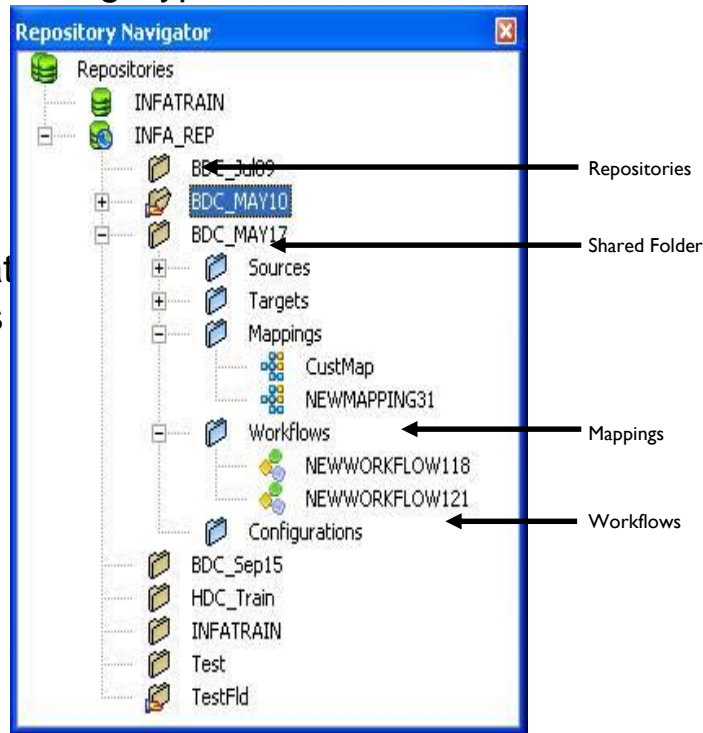 Repository Navigator
Repositories
INFATRAIN
INFA_REP
BDC_Jul09
Repositories
BDC_MAY10
BDC_MAY17
Shared Folder
Sources
Targets
Mappings
CustMap
NEWMAPPING31
Workflows
Mappings
NEWWORKFLOW118
NEWWORKFLOW121
Workflows
Configurations
BDC_Sep15
HDC_Train
INFATRAIN
Test
TestFld